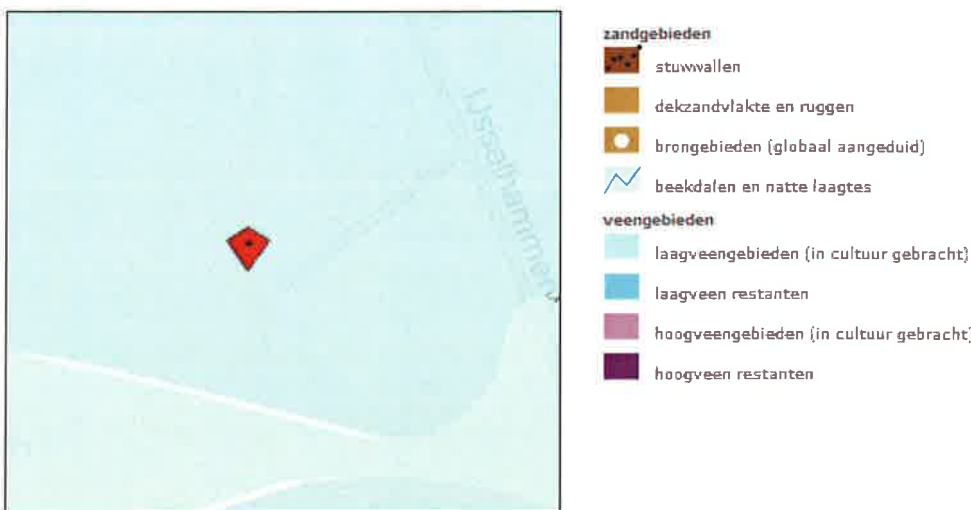 IJsselhammer
zandgebieden
stuwwallen
dekzandvlakte en ruggen
brongebieden (globaal aangeduid)
beekdalen en natte laagtes
veengebieden
laagveengebieden (in cultuur gebracht)
laagveen restanten
hoogveengebieden (in cultuur gebracht)
hoogveen restanten